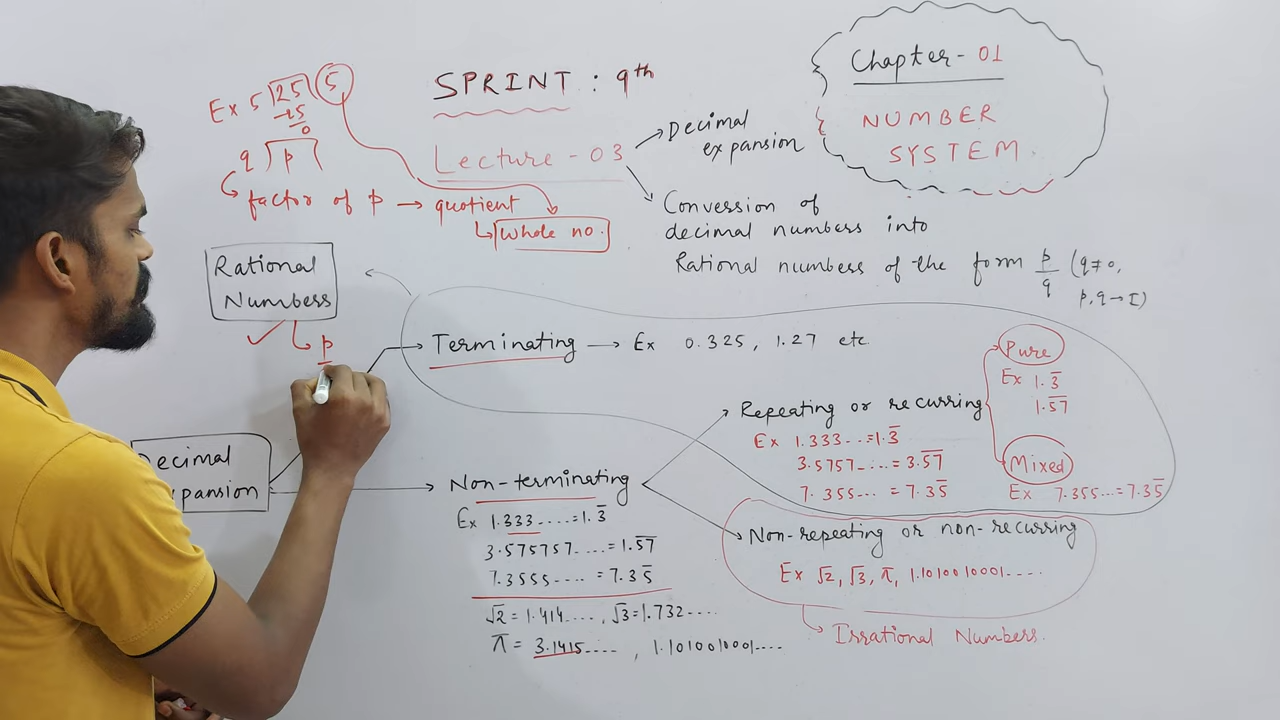 Chapter-01
NUMBER
SYSTEM
SPRINT : 9th
Lecture-03
Decimal
expansion
Conversion of
decimal numbers into
Rational numbers of the form p/q (q≠0,
p,q→I)
Ex 5)25(5
-25
0
q)p(
factor of p → quotient
↳ Whole no.
Rational
Numbers
p
Decimal
pansion
Terminating → Ex 0.325, 1.27 etc.
Non-terminating
Ex 1.333.....=1.3̅
3.575757.....=1.5̅7̅
7.3555.....=7.35̅
√2=1.414....., √3=1.732.....
π=3.1415....., 1.1010010001.....
Repeating or recurring
Ex 1.333...=1.3̅
3.5757.....=3.5̅7̅
7.355...=7.35̅
Pure
Ex 1.3̅
1.5̅7̅
Mixed
Ex 7.355...=7.35̅
Non-repeating or non-recurring
Ex √2, √3, π, 1.1010010001.....
Irrational Numbers.